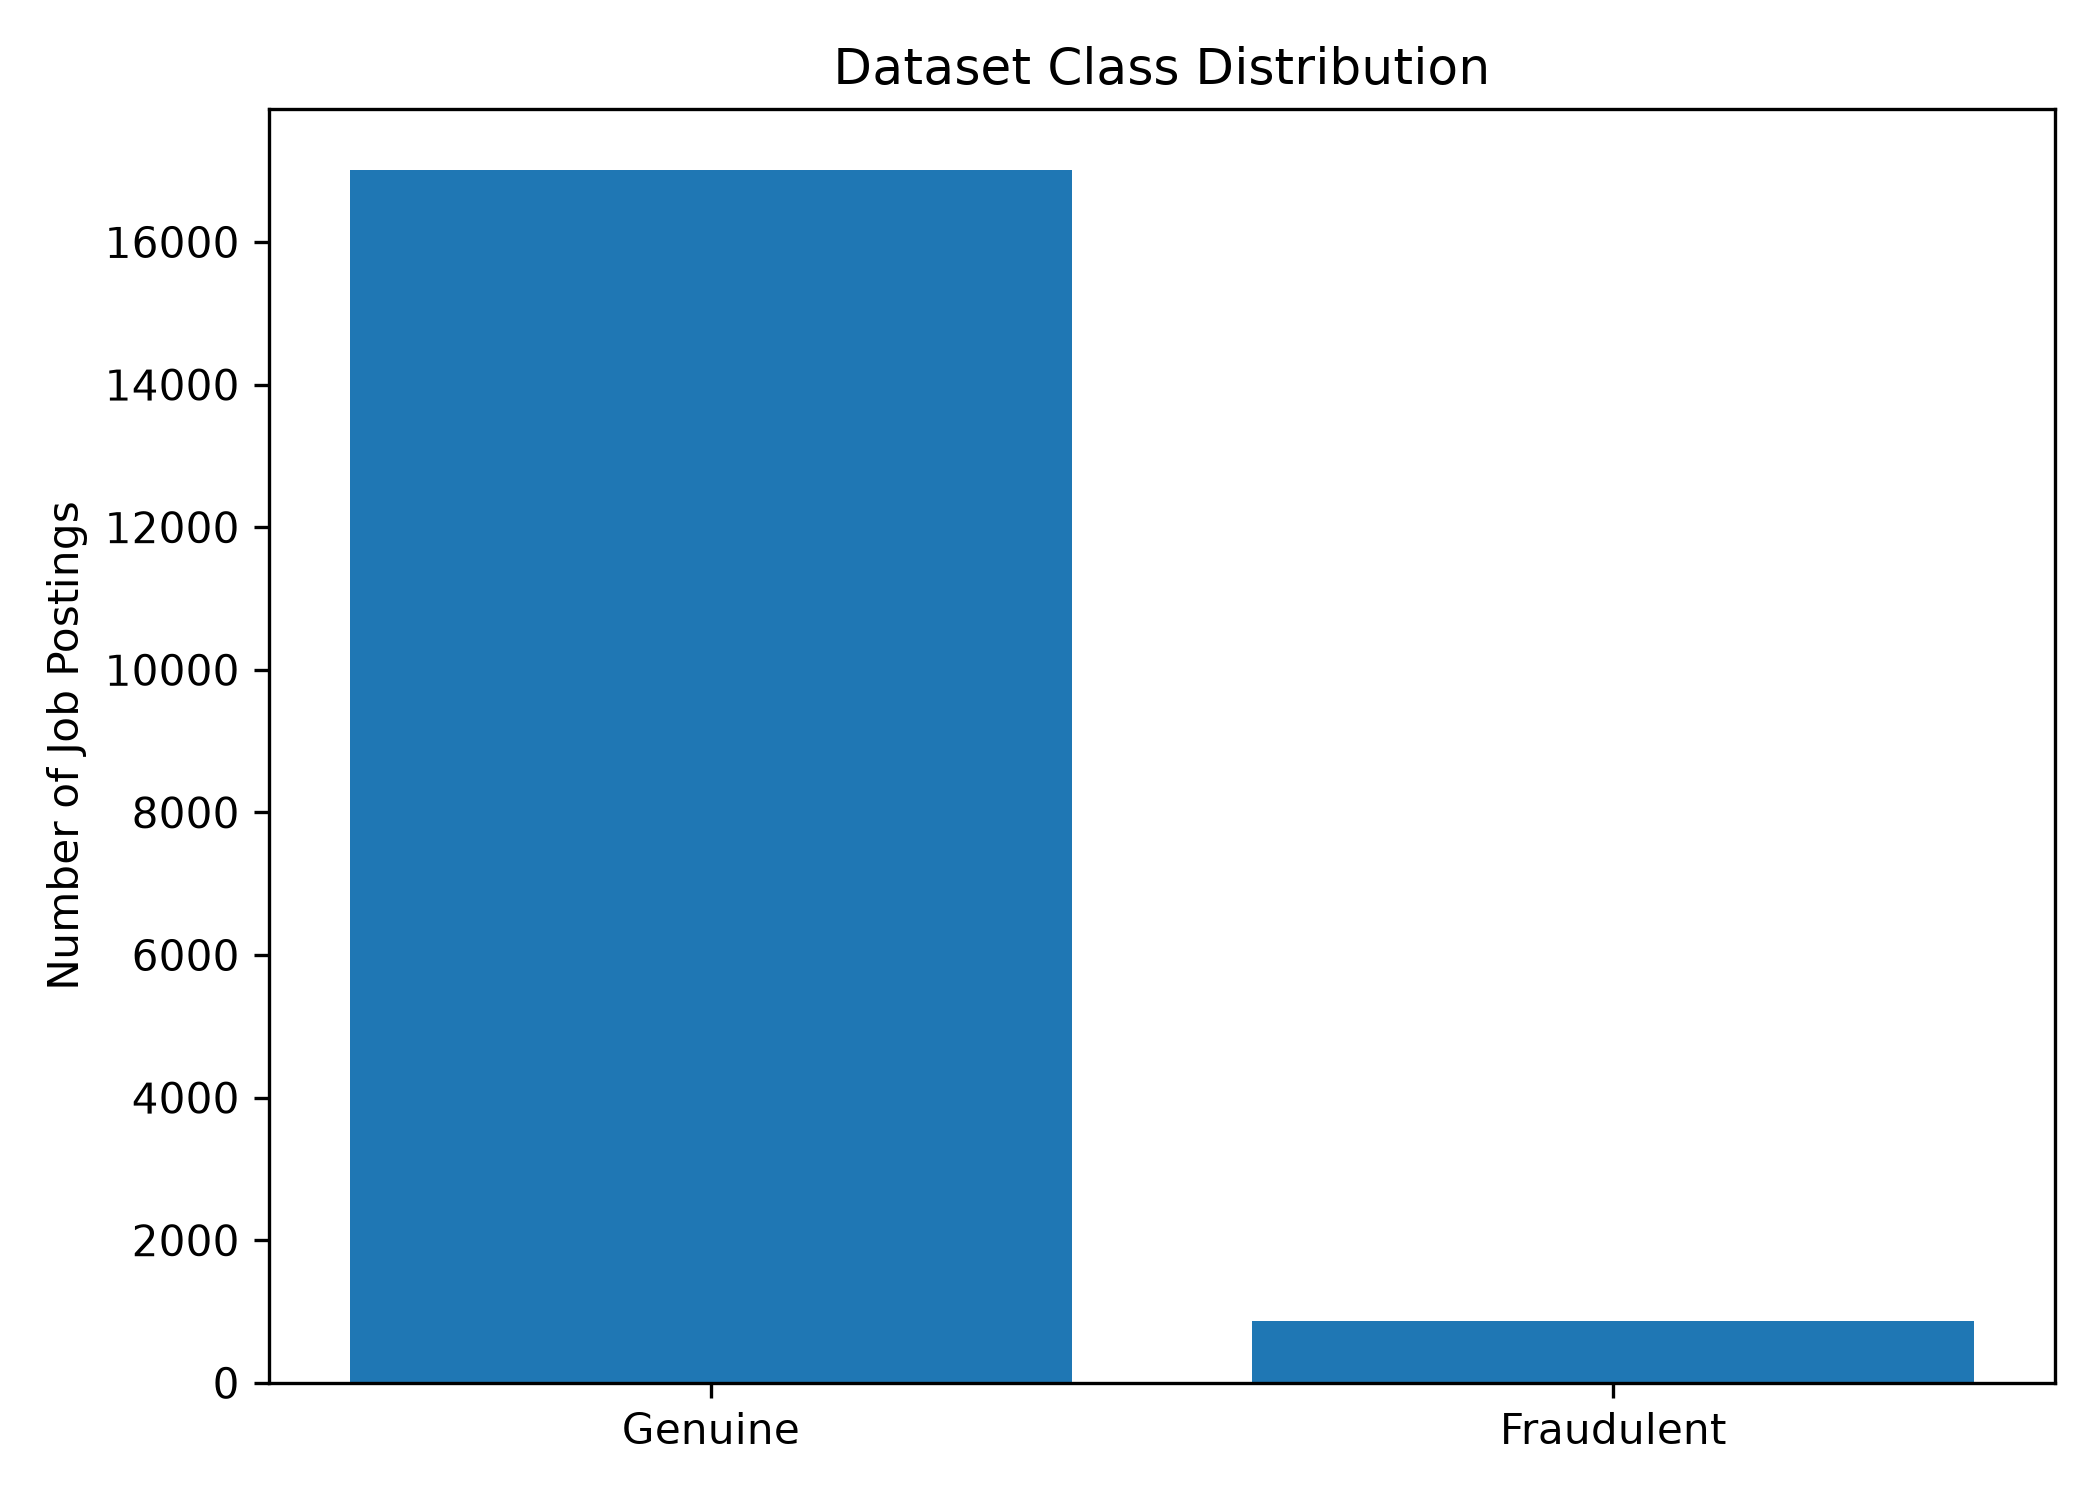 Dataset Class Distribution
Number of Job Postings
16000
14000
12000
10000
8000
6000
4000
2000
0
Genuine
Fraudulent